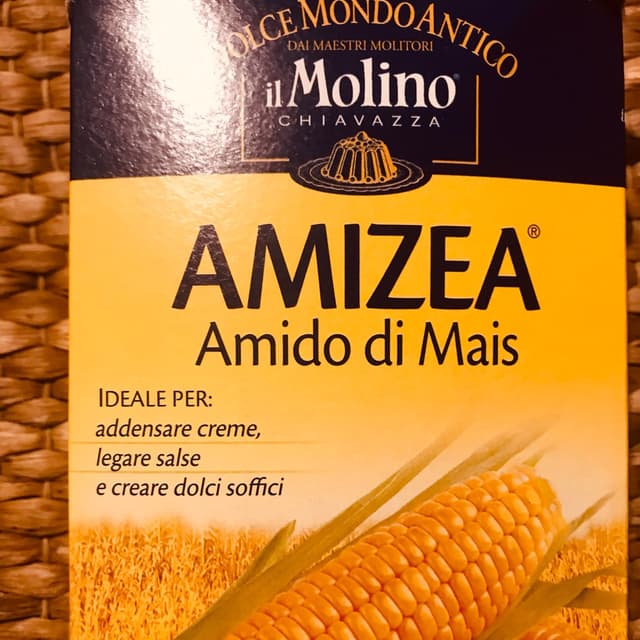 DOLCE MONDO ANTICO
DAI MAESTRI MOLITORI
il Molino®
CHIAVAZZA
AMIZEA®
Amido di Mais
IDEALE PER:
addensare creme,
legare salse
e creare dolci soffici